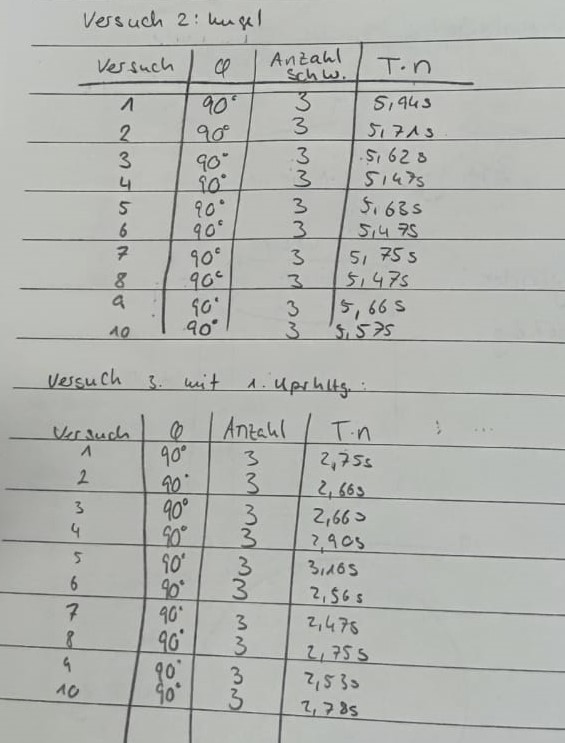 Versuch 2: Kugel
Versuch φ Anzahl Schw. T·n
1 90° 3 5,94s
2 90° 3 5,71s
3 90° 3 5,62s
4 90° 3 5,47s
5 90° 3 5,63s
6 90° 3 5,47s
7 90° 3 5,75s
8 90° 3 5,47s
9 90° 3 5,66s
10 90° 3 5,57s
Versuch 3. mit 1.
Versuch φ Anzahl T·n
1 90° 3 2,75s
2 90° 3 2,66s
3 90° 3 2,66s
4 90° 3 2,90s
5 90° 3 3,16s
6 90° 3 2,56s
7 90° 3 2,47s
8 90° 3 2,75s
9 90° 3 2,53s
10 90° 3 2,78s